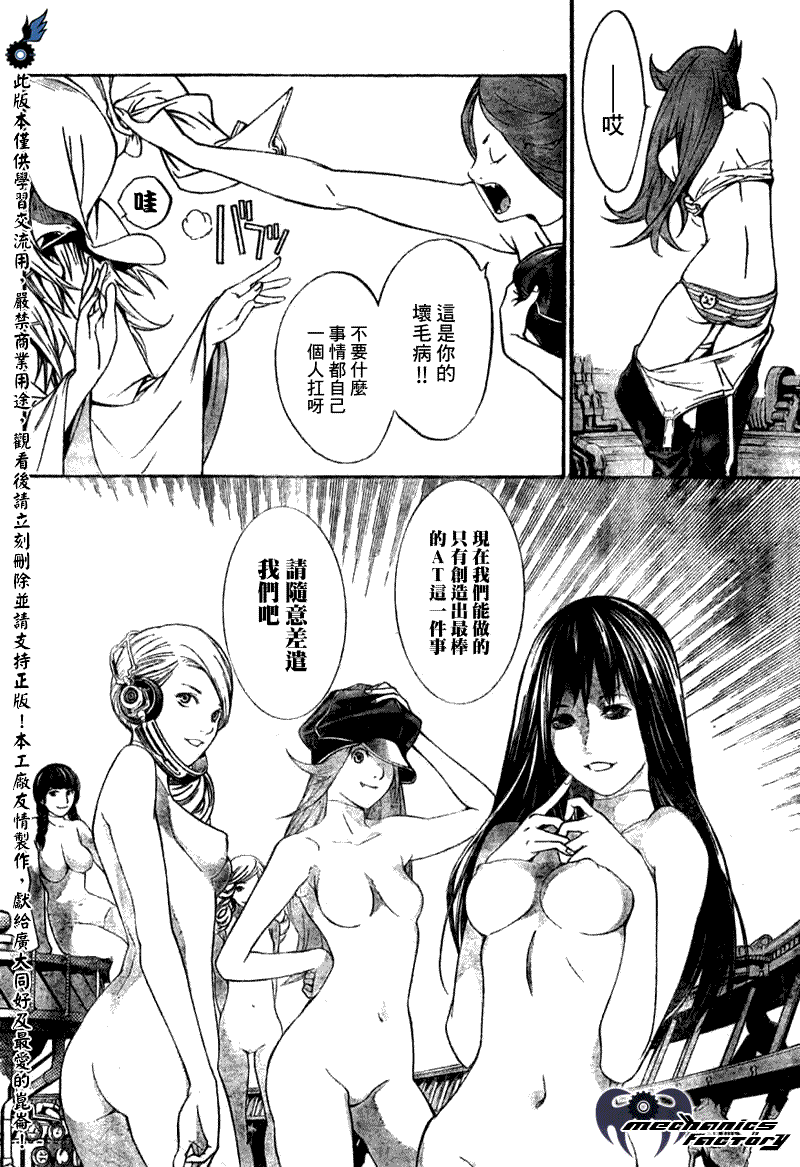 ——哎
哇
バブッ
這是你的
壞毛病!!
不要什麼
事情都自己
一個人扛呀
現在我們能做的
只有創造出最棒
的AT這一件事
請隨意差遣
我們吧
此版本僅供學習交流用，嚴禁商業用途，觀看後請立刻刪除並請支持正版！本工廠友情製作，獻給廣大同好及最愛的崑崙！
mechanics
factory